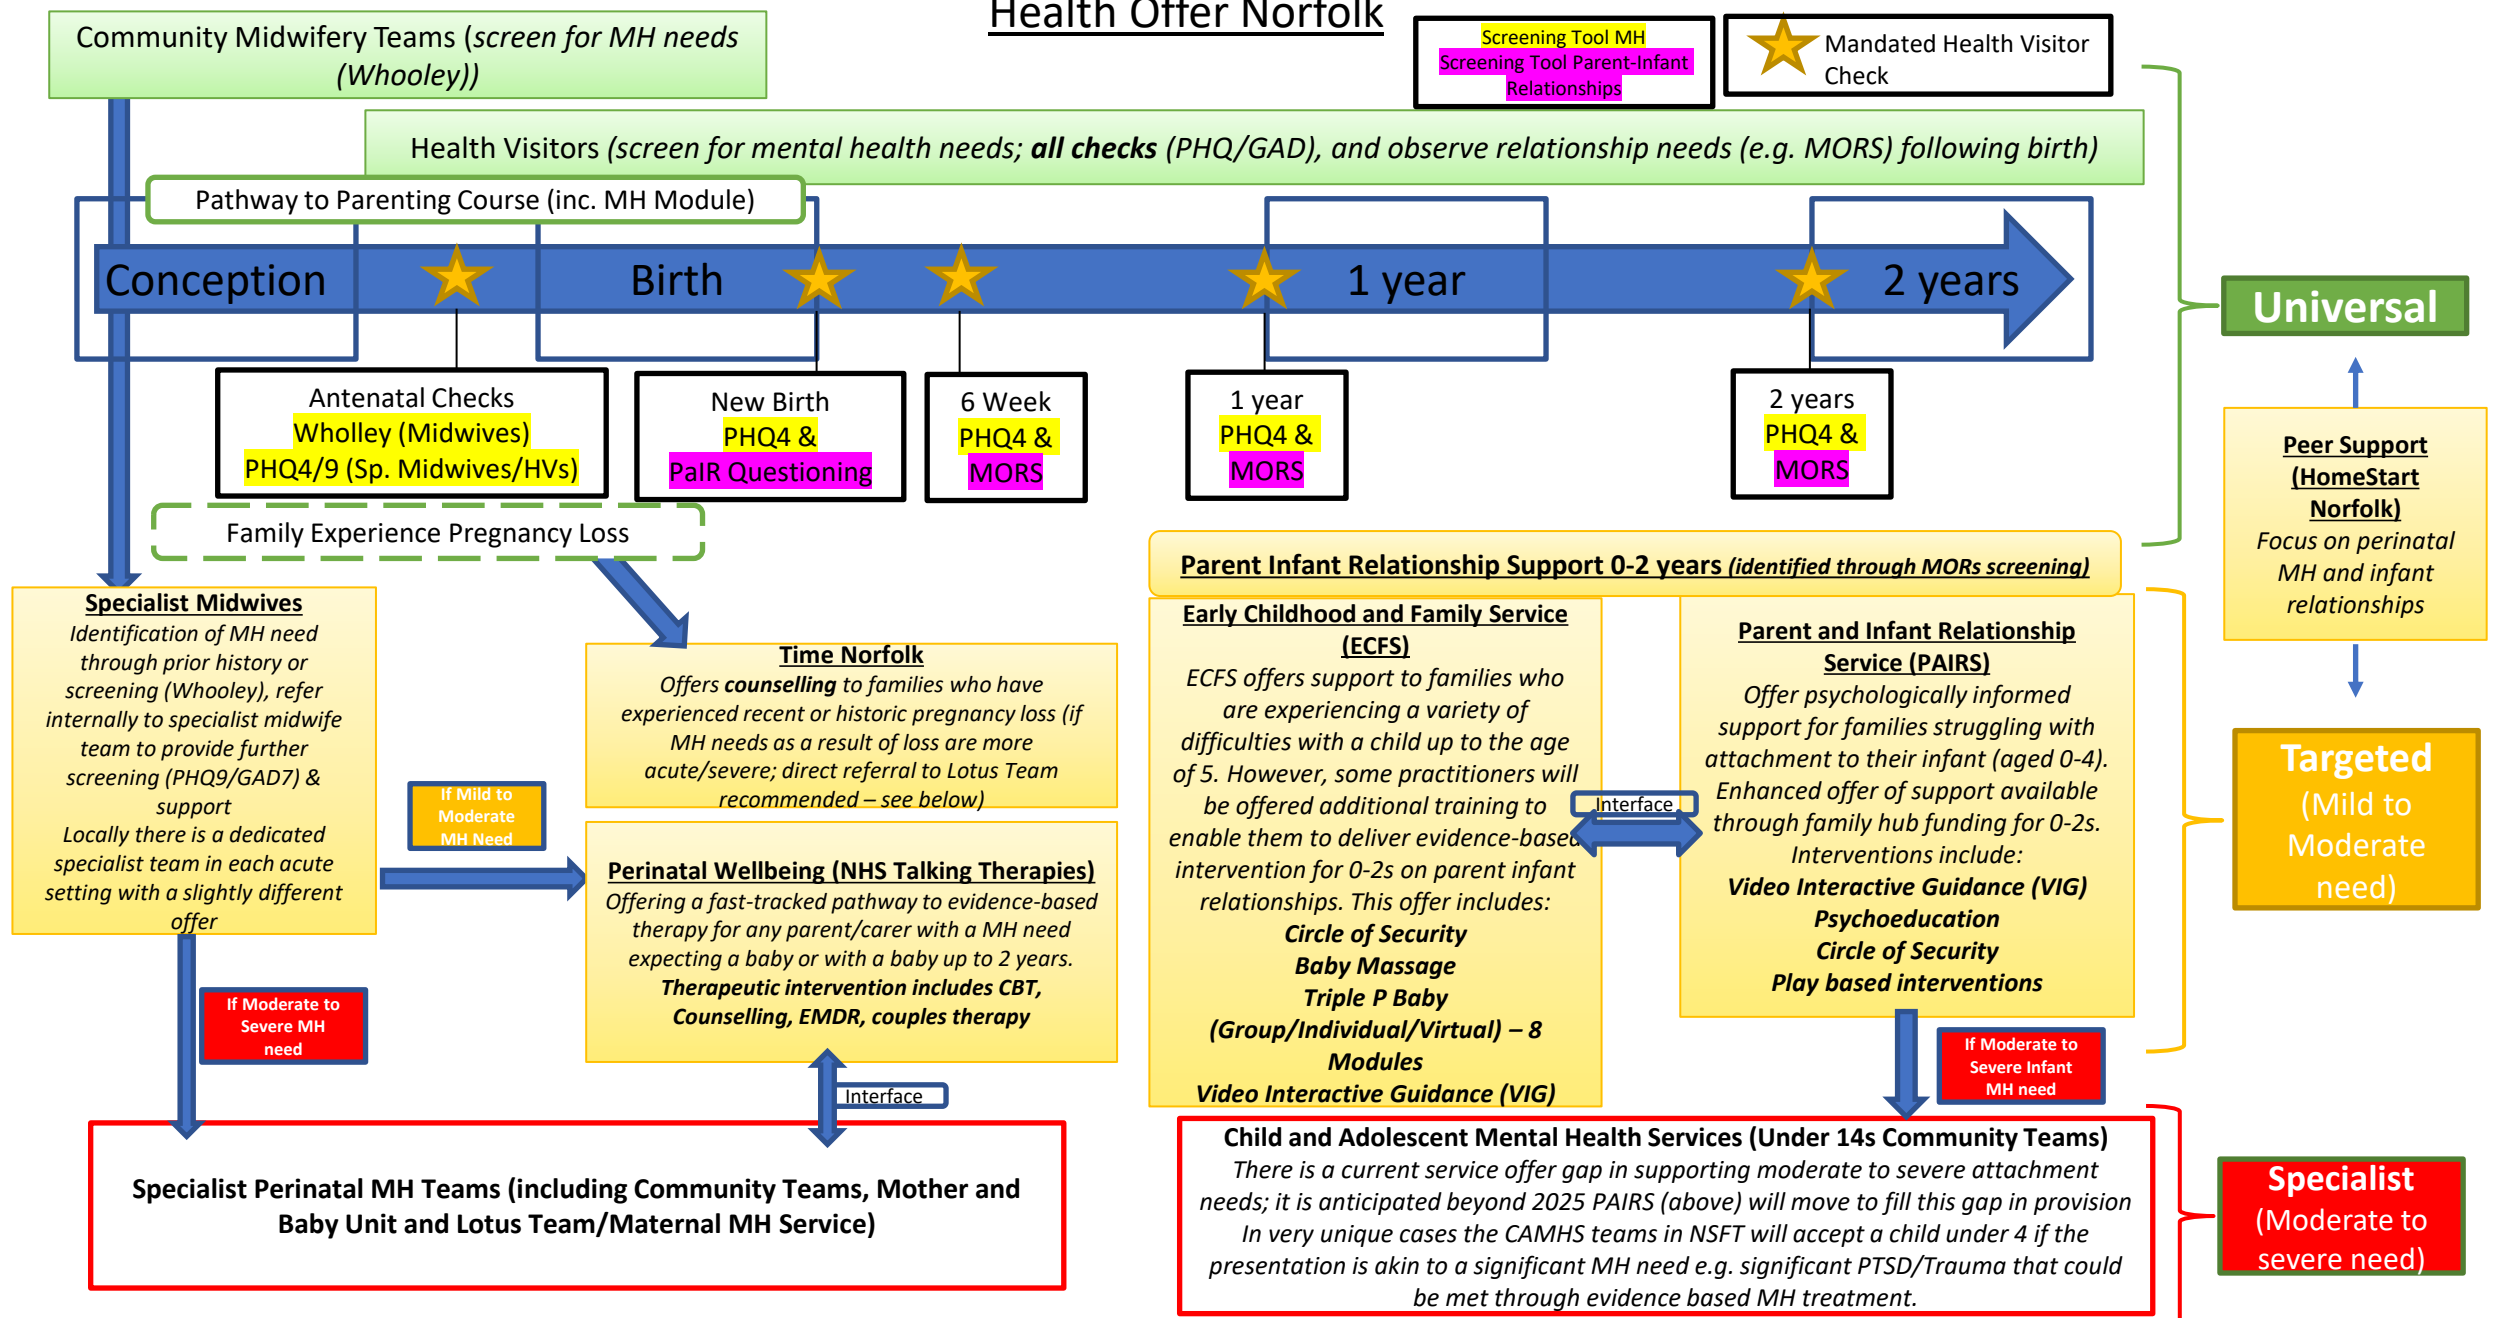 Health Offer Norfolk
Community Midwifery Teams (screen for MH needs
(Whooley))
Screening Tool MH
Screening Tool Parent-Infant
Relationships
Mandated Health Visitor
Check
Health Visitors (screen for mental health needs; all checks (PHQ/GAD), and observe relationship needs (e.g. MORS) following birth)
Pathway to Parenting Course (inc. MH Module)
Conception
Birth
1 year
2 years
Universal
Antenatal Checks
Wholley (Midwives)
PHQ4/9 (Sp. Midwives/HVs)
New Birth
PHQ4 &
PaIR Questioning
6 Week
PHQ4 &
MORS
1 year
PHQ4 &
MORS
2 years
PHQ4 &
MORS
Peer Support
(HomeStart
Norfolk)
Focus on perinatal
MH and infant
relationships
Family Experience Pregnancy Loss
Parent Infant Relationship Support 0-2 years (identified through MORs screening)
Specialist Midwives
Identification of MH need
through prior history or
screening (Whooley), refer
internally to specialist midwife
team to provide further
screening (PHQ9/GAD7) &
support
Locally there is a dedicated
specialist team in each acute
setting with a slightly different
offer
Time Norfolk
Offers counselling to families who have
experienced recent or historic pregnancy loss (if
MH needs as a result of loss are more
acute/severe; direct referral to Lotus Team
recommended – see below)
If Mild to
Moderate
MH Need
Perinatal Wellbeing (NHS Talking Therapies)
Offering a fast-tracked pathway to evidence-based
therapy for any parent/carer with a MH need
expecting a baby or with a baby up to 2 years.
Therapeutic intervention includes CBT,
Counselling, EMDR, couples therapy
Early Childhood and Family Service
(ECFS)
ECFS offers support to families who
are experiencing a variety of
difficulties with a child up to the age
of 5. However, some practitioners will
be offered additional training to
enable them to deliver evidence-based
intervention for 0-2s on parent infant
relationships. This offer includes:
Circle of Security
Baby Massage
Triple P Baby
(Group/Individual/Virtual) – 8
Modules
Video Interactive Guidance (VIG)
Interface
Parent and Infant Relationship
Service (PAIRS)
Offer psychologically informed
support for families struggling with
attachment to their infant (aged 0-4).
Enhanced offer of support available
through family hub funding for 0-2s.
Interventions include:
Video Interactive Guidance (VIG)
Psychoeducation
Circle of Security
Play based interventions
Targeted
(Mild to
Moderate
need)
If Moderate to
Severe MH
need
Interface
If Moderate to
Severe Infant
MH need
Specialist Perinatal MH Teams (including Community Teams, Mother and
Baby Unit and Lotus Team/Maternal MH Service)
Child and Adolescent Mental Health Services (Under 14s Community Teams)
There is a current service offer gap in supporting moderate to severe attachment
needs; it is anticipated beyond 2025 PAIRS (above) will move to fill this gap in provision
In very unique cases the CAMHS teams in NSFT will accept a child under 4 if the
presentation is akin to a significant MH need e.g. significant PTSD/Trauma that could
be met through evidence based MH treatment.
Specialist
(Moderate to
severe need)